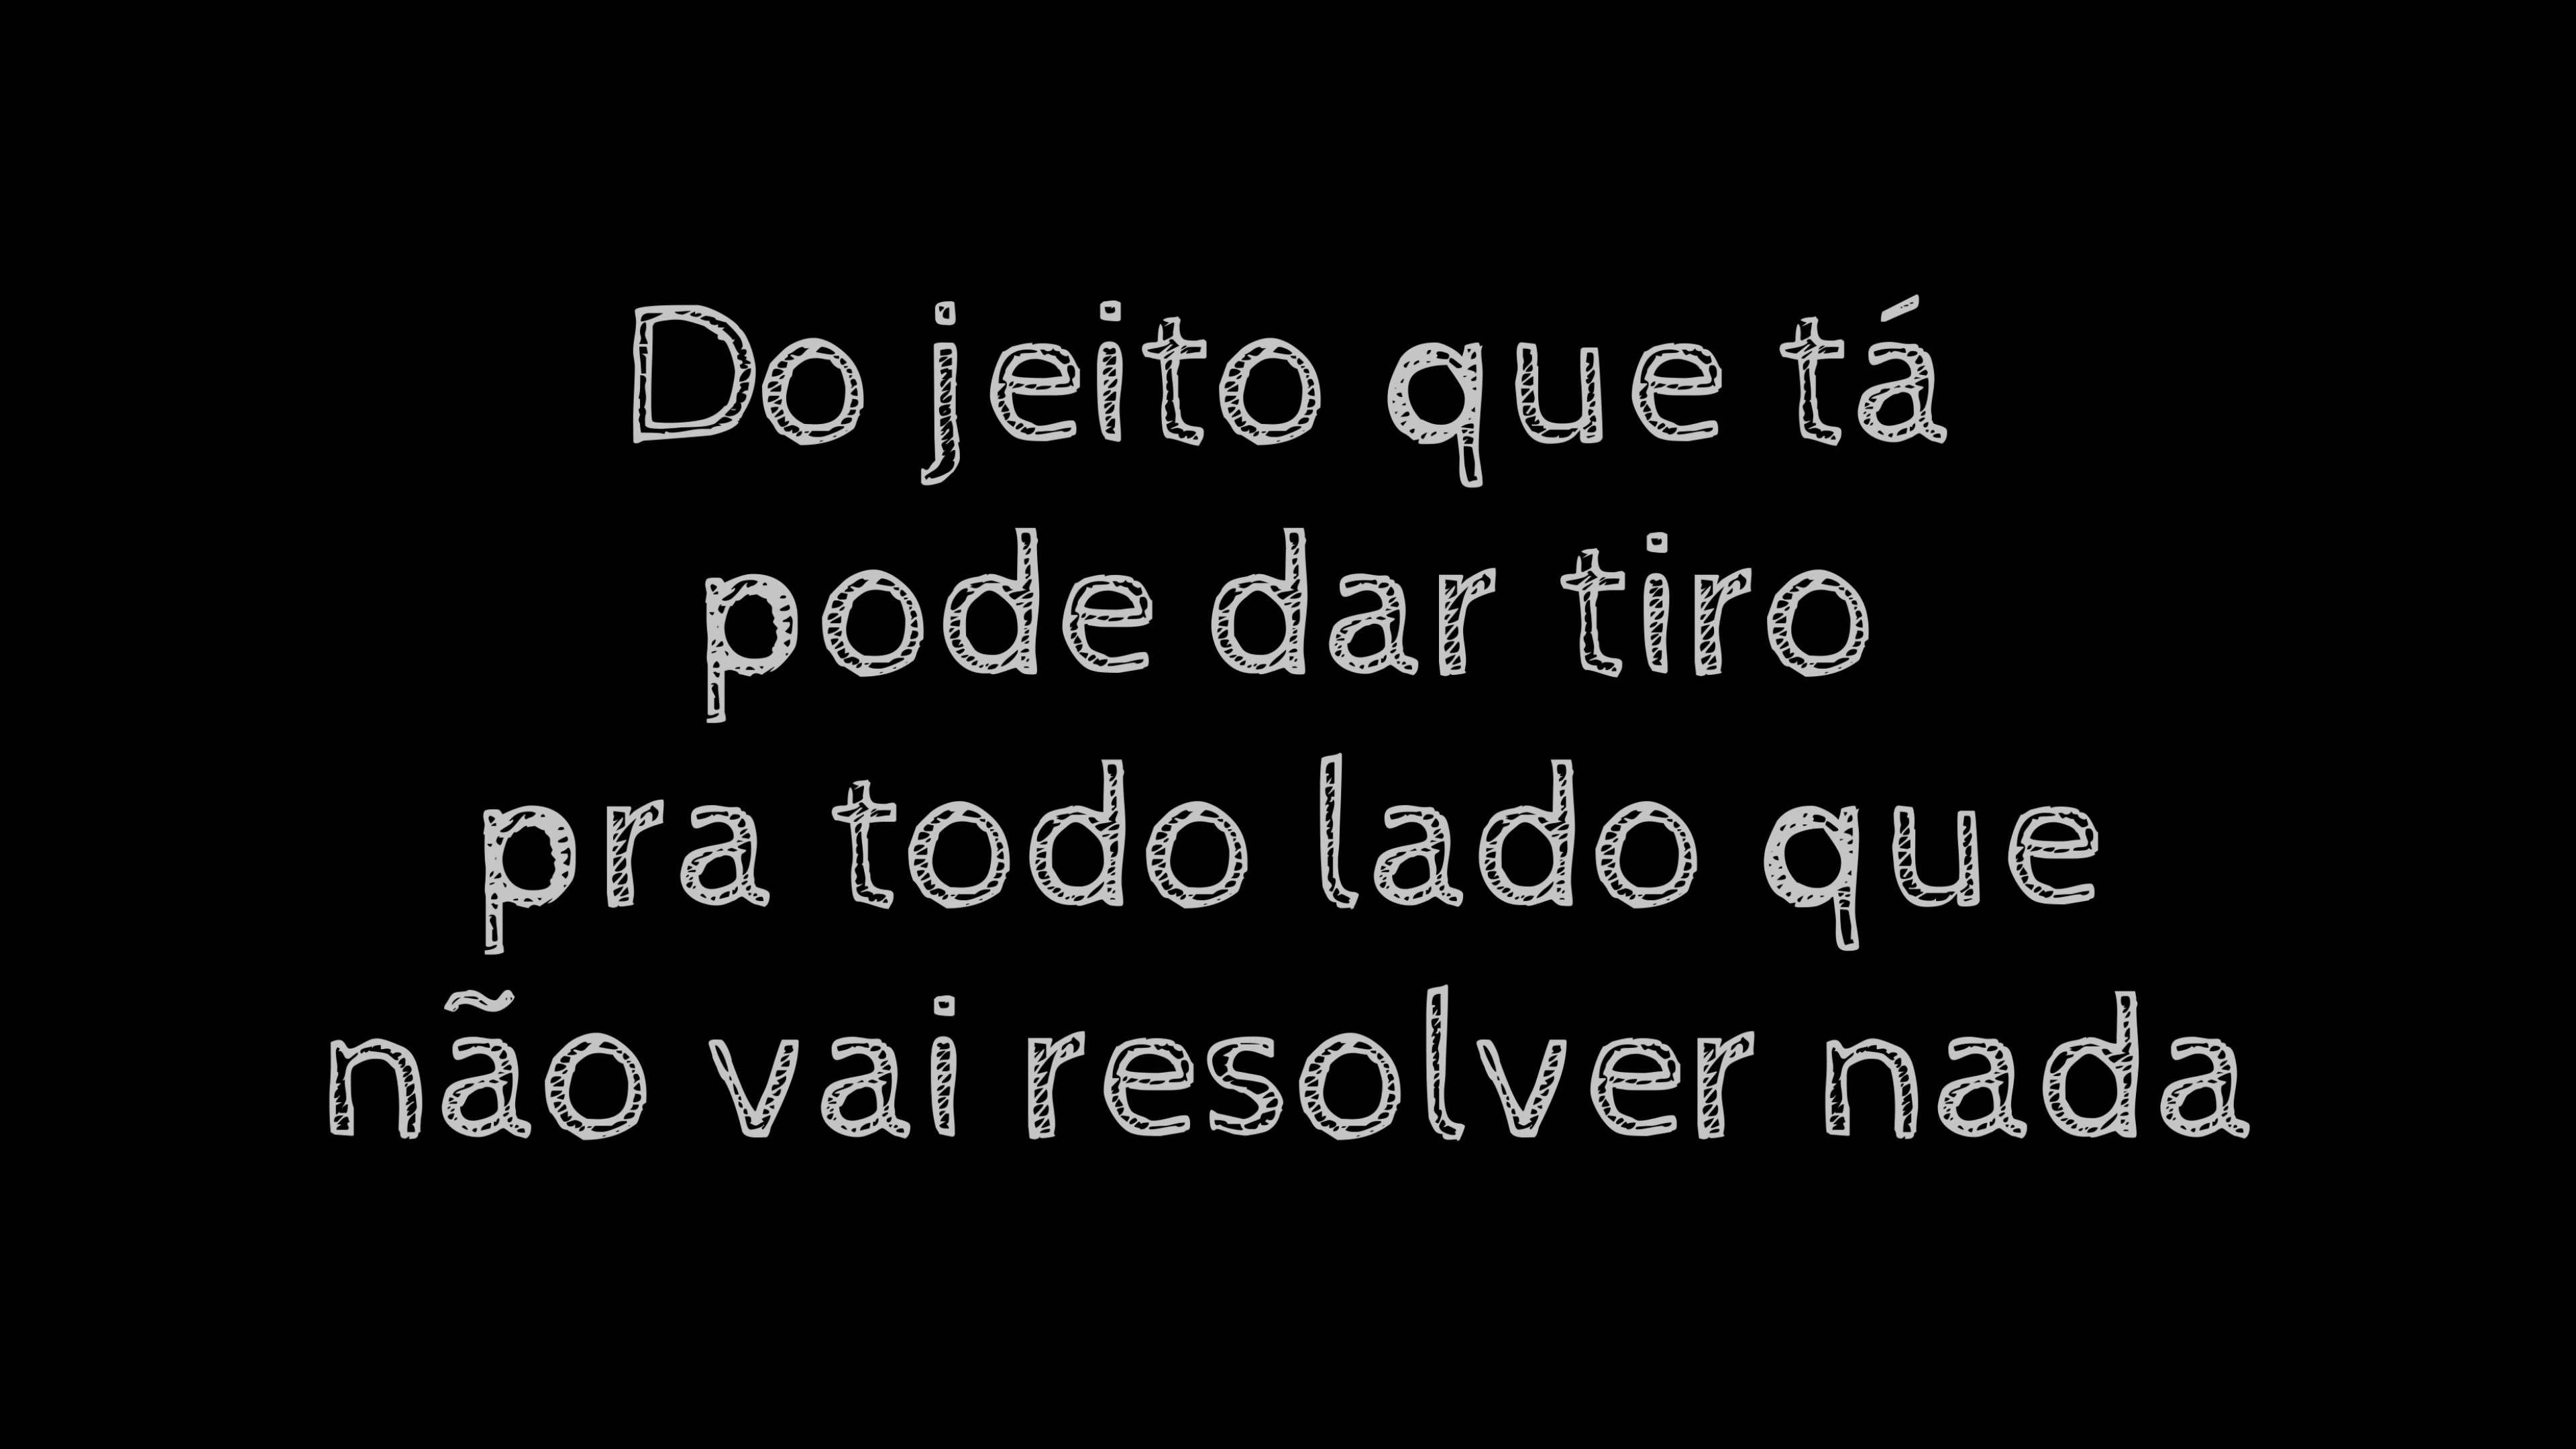 Do jeito que tá
pode dar tiro
pra todo lado que
não vai resolver nada